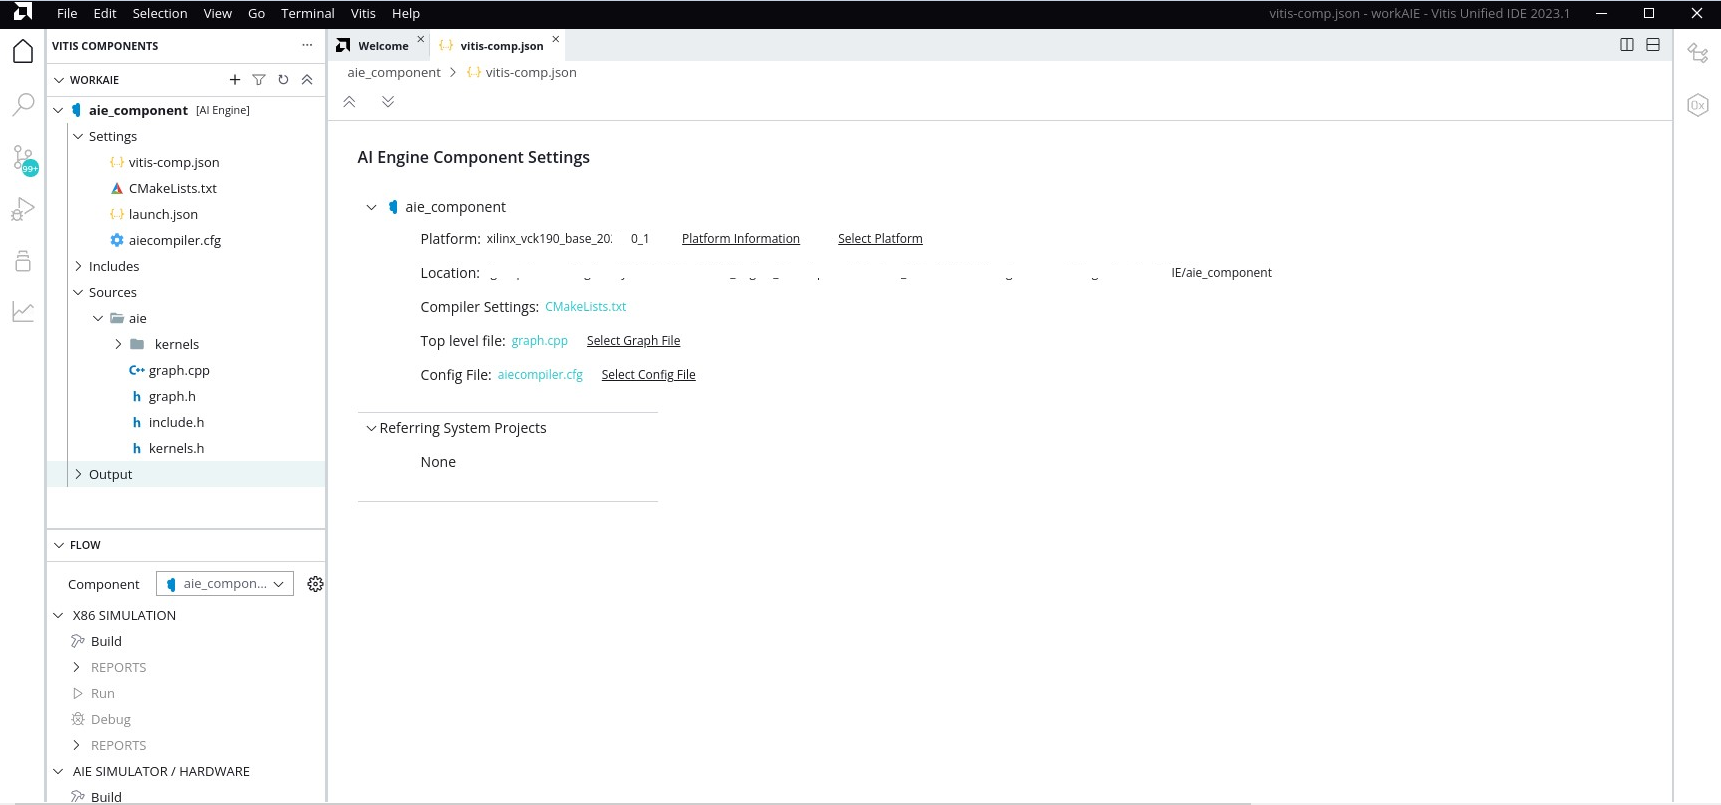 File Edit Selection View Go Terminal Vitis Help
vitis-comp.json - workAIE - Vitis Unified IDE 2023.1
VITIS COMPONENTS
WORKAIE
aie_component [AI Engine]
Settings
vitis-comp.json
CMakeLists.txt
launch.json
aiecompiler.cfg
Includes
Sources
aie
kernels
C++ graph.cpp
h graph.h
h include.h
h kernels.h
Output
99+
FLOW
Component aie_compon...
X86 SIMULATION
Build
REPORTS
Run
Debug
REPORTS
AIE SIMULATOR / HARDWARE
Build
Welcome
vitis-comp.json
aie_component > vitis-comp.json
AI Engine Component Settings
aie_component
Platform: xilinx_vck190_base_20 0_1 Platform Information Select Platform
Location: IE/aie_component
Compiler Settings: CMakeLists.txt
Top level file: graph.cpp Select Graph File
Config File: aiecompiler.cfg Select Config File
Referring System Projects
None
0x